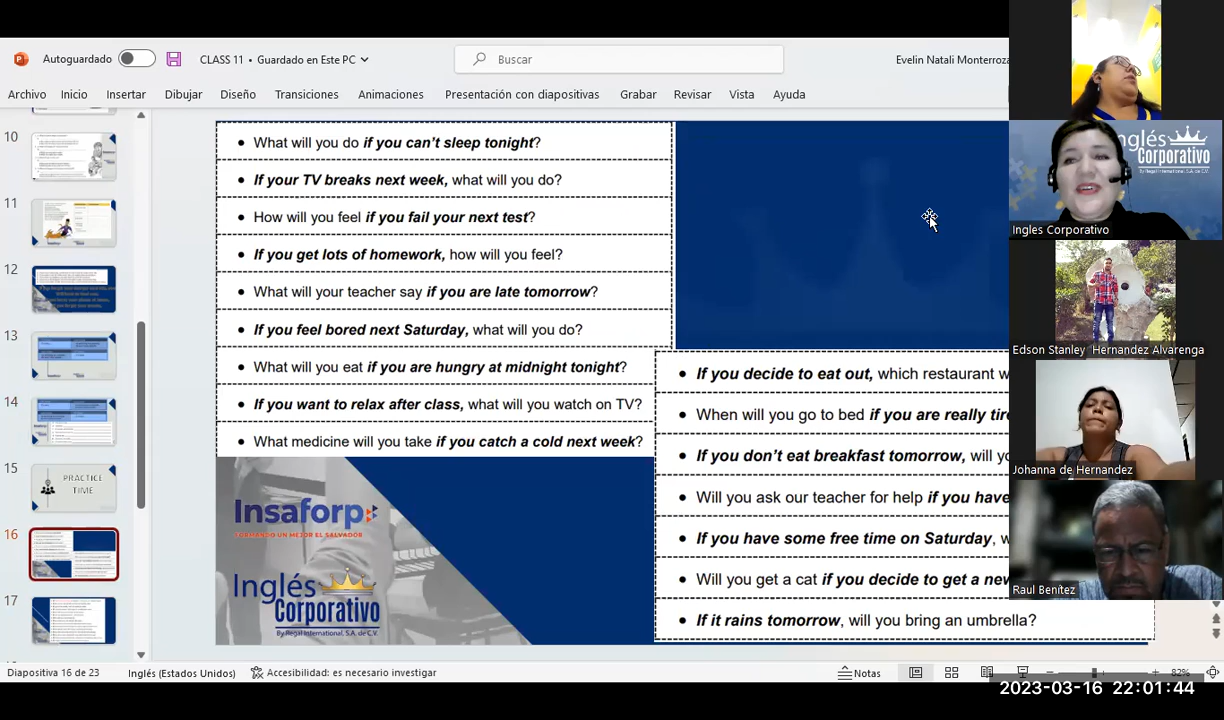 Autoguardado
CLASS 11 • Guardado en Este PC
Buscar
Evelin Natali Monterroza
Archivo Inicio Insertar Dibujar Diseño Transiciones Animaciones Presentación con diapositivas Grabar Revisar Vista Ayuda
10
11
12
13
14
15
PRACTICE
TIME
16
17
• What will you do if you can't sleep tonight?
• If your TV breaks next week, what will you do?
• How will you feel if you fail your next test?
• If you get lots of homework, how will you feel?
• What will your teacher say if you are late tomorrow?
• If you feel bored next Saturday, what will you do?
• What will you eat if you are hungry at midnight tonight?
• If you want to relax after class, what will you watch on TV?
• What medicine will you take if you catch a cold next week?
• If you decide to eat out, which restaurant w
• When will you go to bed if you are really tire
• If you don't eat breakfast tomorrow, will yo
• Will you ask our teacher for help if you have
• If you have some free time on Saturday, w
• Will you get a cat if you decide to get a new
• If it rains tomorrow, will you bring an umbrella?
Insaforp
FORMANDO UN MEJOR EL SALVADOR
Inglés
Corporativo
By Regal International, S.A. de C.V.
Inglés
Corporativo
Ingles Corporativo
Edson Stanley Hernandez Alvarenga
Johanna de Hernandez
Raul Benítez
Diapositiva 16 de 23
Inglés (Estados Unidos)
Accesibilidad: es necesario investigar
Notas
82%
2023-03-16 22:01:44